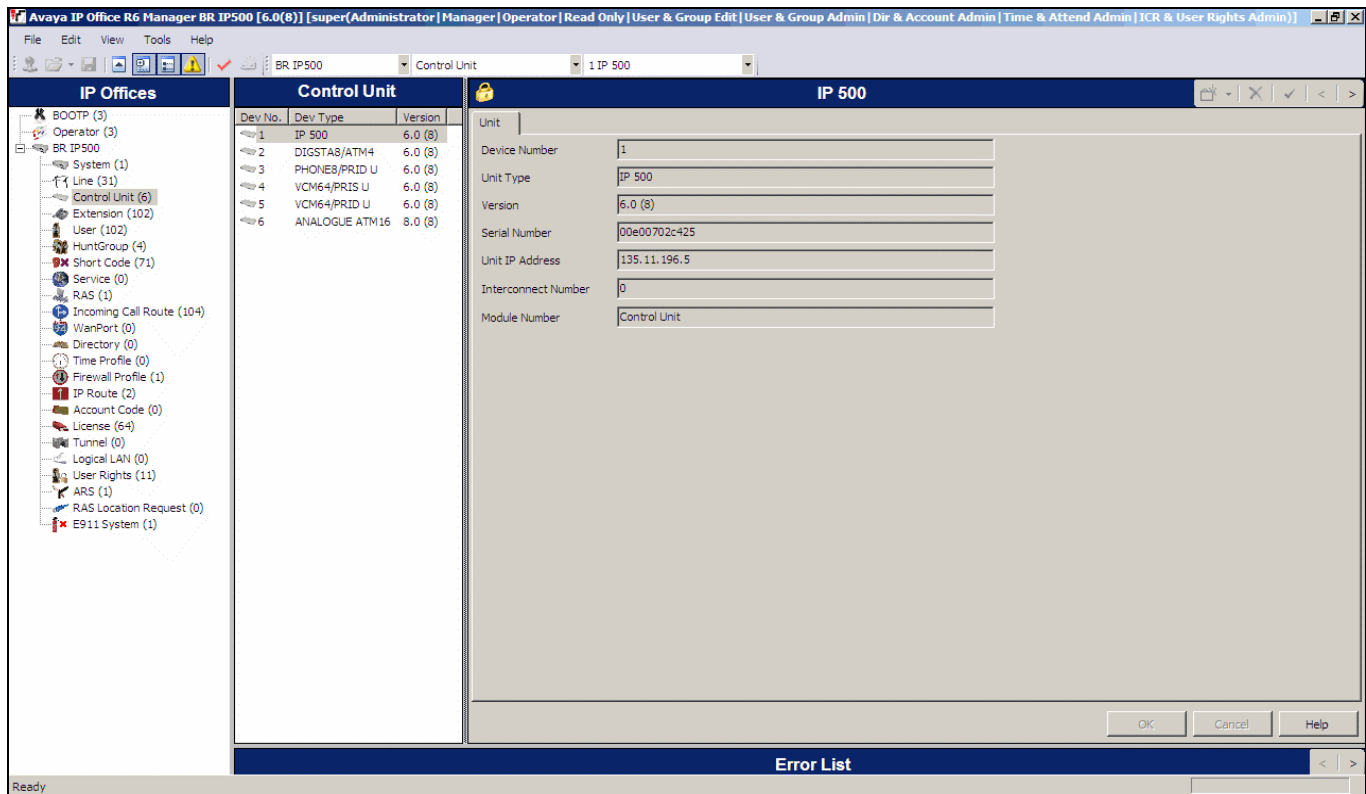 Avaya IP Office R6 Manager BR IP500 [6.0(8)] [super(Administrator|Manager|Operator|Read Only|User & Group Edit|User & Group Admin|Dir & Account Admin|Time & Attend Admin|ICR & User Rights Admin)]
File Edit View Tools Help
BR IP500 Control Unit 1 IP 500
IP Offices
BOOTP (3)
Operator (3)
BR IP500
System (1)
Line (31)
Control Unit (6)
Extension (102)
User (102)
HuntGroup (4)
Short Code (71)
Service (0)
RAS (1)
Incoming Call Route (104)
WanPort (0)
Directory (0)
Time Profile (0)
Firewall Profile (1)
IP Route (2)
Account Code (0)
License (64)
Tunnel (0)
Logical LAN (0)
User Rights (11)
ARS (1)
RAS Location Request (0)
E911 System (1)
Control Unit
Dev No. Dev Type Version
1 IP 500 6.0 (8)
2 DIGSTA8/ATM4 6.0 (8)
3 PHONE8/PRID U 6.0 (8)
4 VCM64/PRIS U 6.0 (8)
5 VCM64/PRID U 6.0 (8)
6 ANALOGUE ATM16 8.0 (8)
IP 500
Unit
Device Number 1
Unit Type IP 500
Version 6.0 (8)
Serial Number 00e00702c425
Unit IP Address 135.11.196.5
Interconnect Number 0
Module Number Control Unit
OK Cancel Help
Error List
Ready